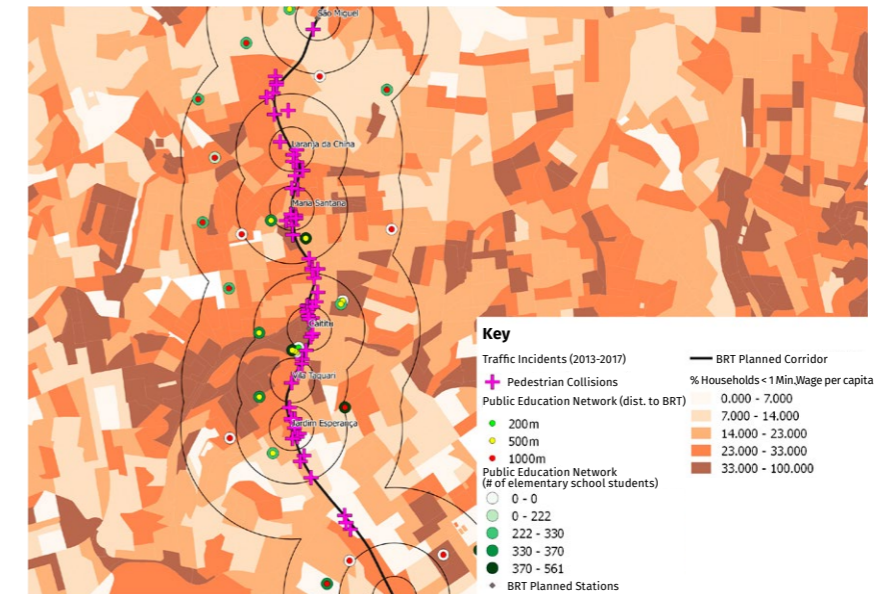 São Miguel
Laranja da China
Maria Santana
Caititu
Vila Taquari
Jardim Esperança
Key
Traffic Incidents (2013-2017)
Pedestrian Collisions
Public Education Network (dist. to BRT)
200m
500m
1000m
Public Education Network
(# of elementary school students)
0 - 0
0 - 222
222 - 330
330 - 370
370 - 561
BRT Planned Stations
BRT Planned Corridor
% Households < 1 Min.Wage per capita
0.000 - 7.000
7.000 - 14.000
14.000 - 23.000
23.000 - 33.000
33.000 - 100.000